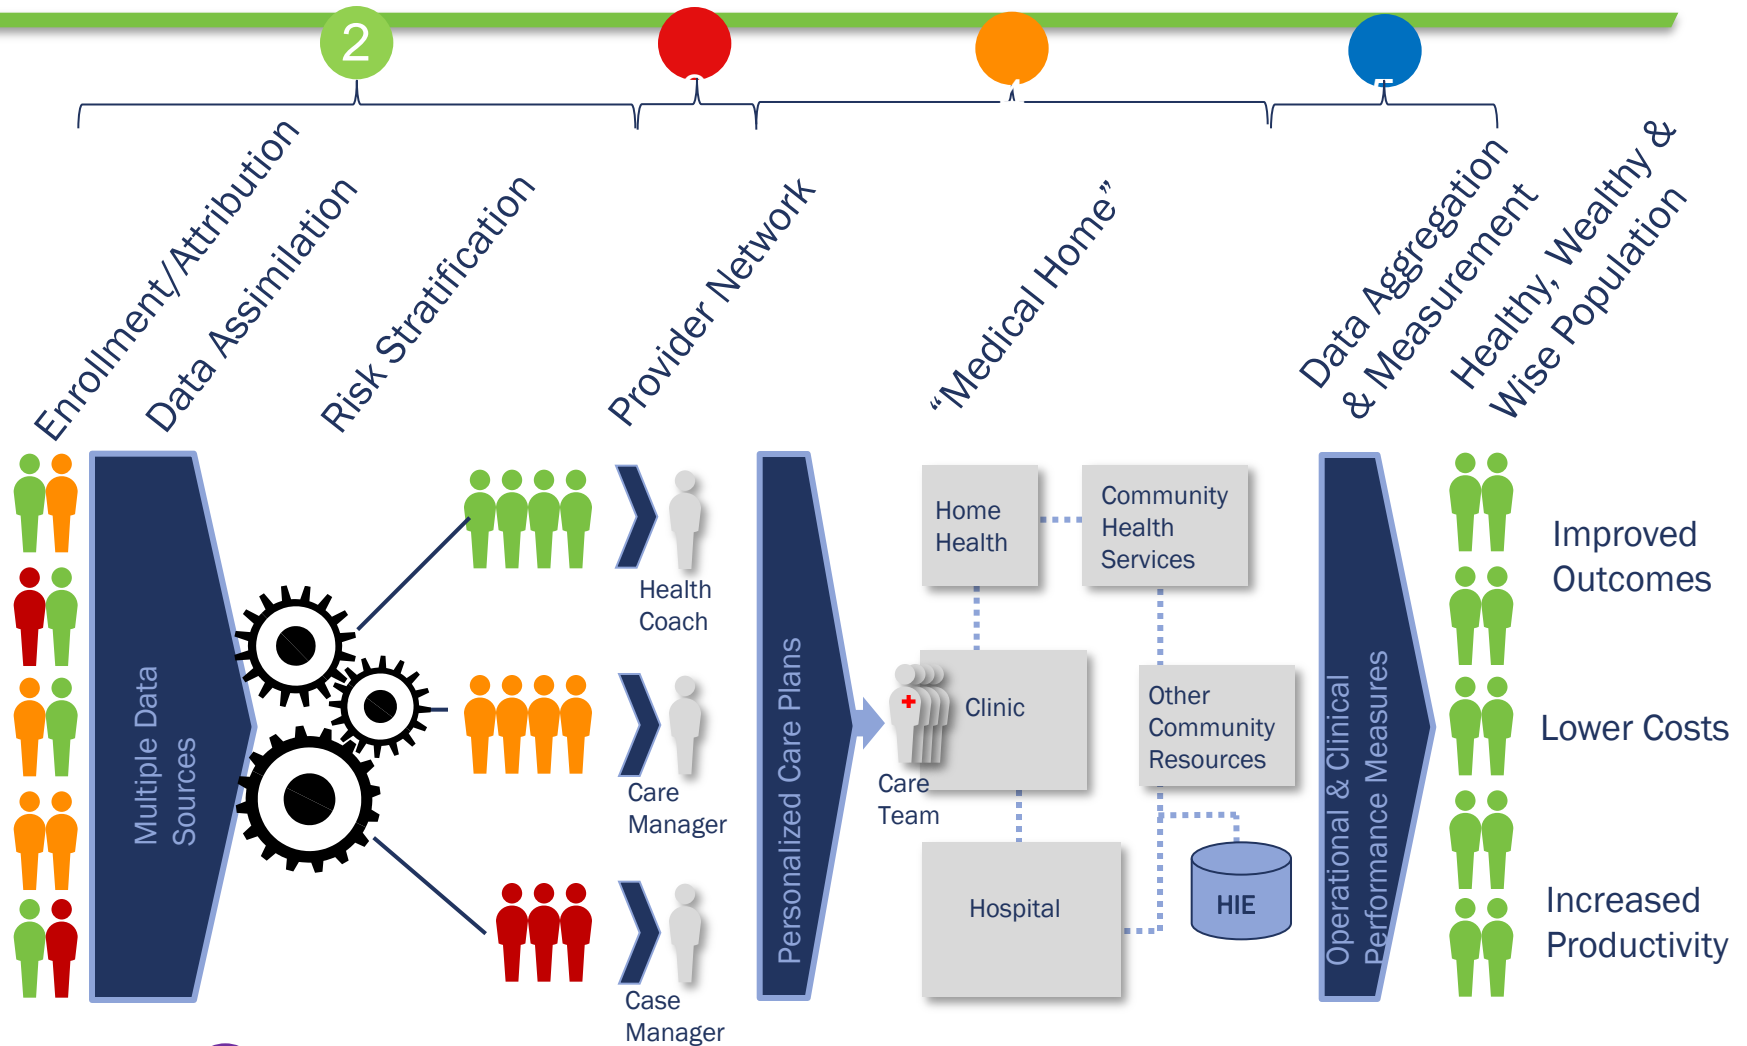 2
Enrollment/Attribution
Data Assimilation
Risk Stratification
Provider Network
“Medical Home”
Data Aggregation
& Measurement
Healthy, Wealthy &
Wise Population
Multiple Data
Sources
Health
Coach
Care
Manager
Case
Manager
Personalized Care Plans
Home
Health
Community
Health
Services
Clinic
Care
Team
Other
Community
Resources
Hospital
HIE
Operational & Clinical
Performance Measures
Improved
Outcomes
Lower Costs
Increased
Productivity